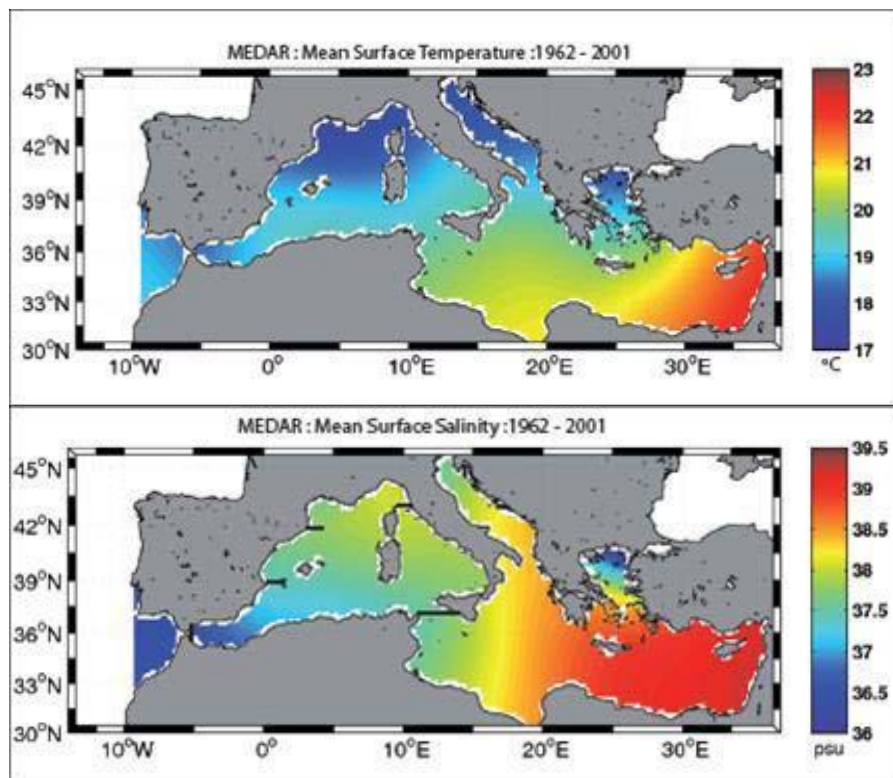 MEDAR : Mean Surface Temperature : 1962 - 2001
45°N
42°N
39°N
36°N
33°N
30°N
10°W
0°
10°E
20°E
30°E
23
22
21
20
19
18
17
°C
MEDAR : Mean Surface Salinity : 1962 - 2001
45°N
42°N
39°N
36°N
33°N
30°N
10°W
0°
10°E
20°E
30°E
39.5
39
38.5
38
37.5
37
36.5
36
psu